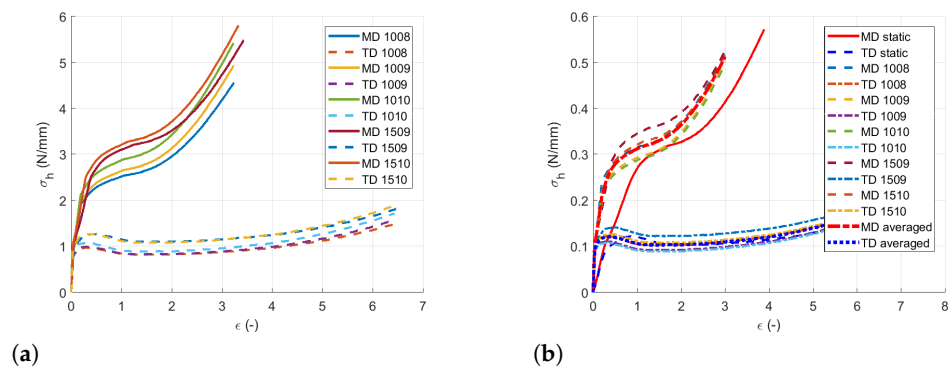 6
5
4
3
2
1
0
σh (N/mm)
0 1 2 3 4 5 6 7
ϵ (-)
MD 1008
TD 1008
MD 1009
TD 1009
MD 1010
TD 1010
MD 1509
TD 1509
MD 1510
TD 1510
(a)
0.6
0.5
0.4
0.3
0.2
0.1
0
σh (N/mm)
0 1 2 3 4 5 6 7 8
ϵ (-)
MD static
TD static
MD 1008
TD 1008
MD 1009
TD 1009
MD 1010
TD 1010
MD 1509
TD 1509
MD 1510
TD 1510
MD averaged
TD averaged
(b)